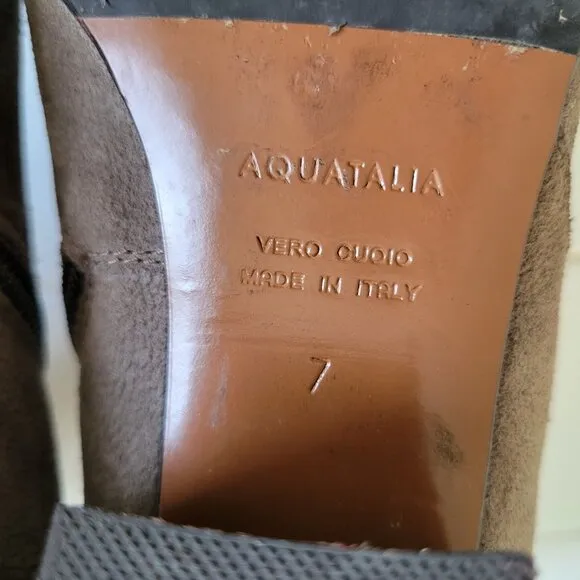 AQUATALIA
VERO CUOIO
MADE IN ITALY
7